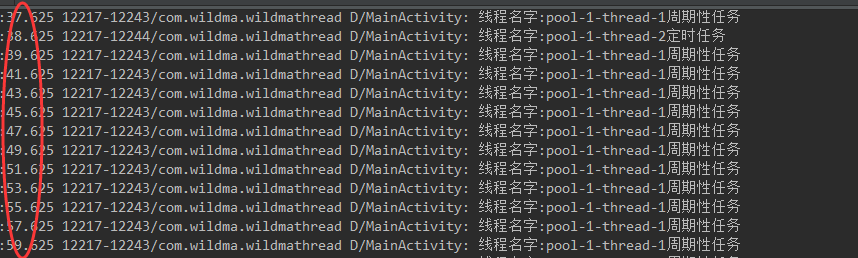 :37.625 12217-12243/com.wildma.wildmathread D/MainActivity: 线程名字:pool-1-thread-1周期性任务
:38.625 12217-12244/com.wildma.wildmathread D/MainActivity: 线程名字:pool-1-thread-2定时任务
:39.625 12217-12243/com.wildma.wildmathread D/MainActivity: 线程名字:pool-1-thread-1周期性任务
:41.625 12217-12243/com.wildma.wildmathread D/MainActivity: 线程名字:pool-1-thread-1周期性任务
:43.625 12217-12243/com.wildma.wildmathread D/MainActivity: 线程名字:pool-1-thread-1周期性任务
:45.625 12217-12243/com.wildma.wildmathread D/MainActivity: 线程名字:pool-1-thread-1周期性任务
:47.625 12217-12243/com.wildma.wildmathread D/MainActivity: 线程名字:pool-1-thread-1周期性任务
:49.625 12217-12243/com.wildma.wildmathread D/MainActivity: 线程名字:pool-1-thread-1周期性任务
:51.625 12217-12243/com.wildma.wildmathread D/MainActivity: 线程名字:pool-1-thread-1周期性任务
:53.625 12217-12243/com.wildma.wildmathread D/MainActivity: 线程名字:pool-1-thread-1周期性任务
:55.625 12217-12243/com.wildma.wildmathread D/MainActivity: 线程名字:pool-1-thread-1周期性任务
:57.625 12217-12243/com.wildma.wildmathread D/MainActivity: 线程名字:pool-1-thread-1周期性任务
:59.625 12217-12243/com.wildma.wildmathread D/MainActivity: 线程名字:pool-1-thread-1周期性任务